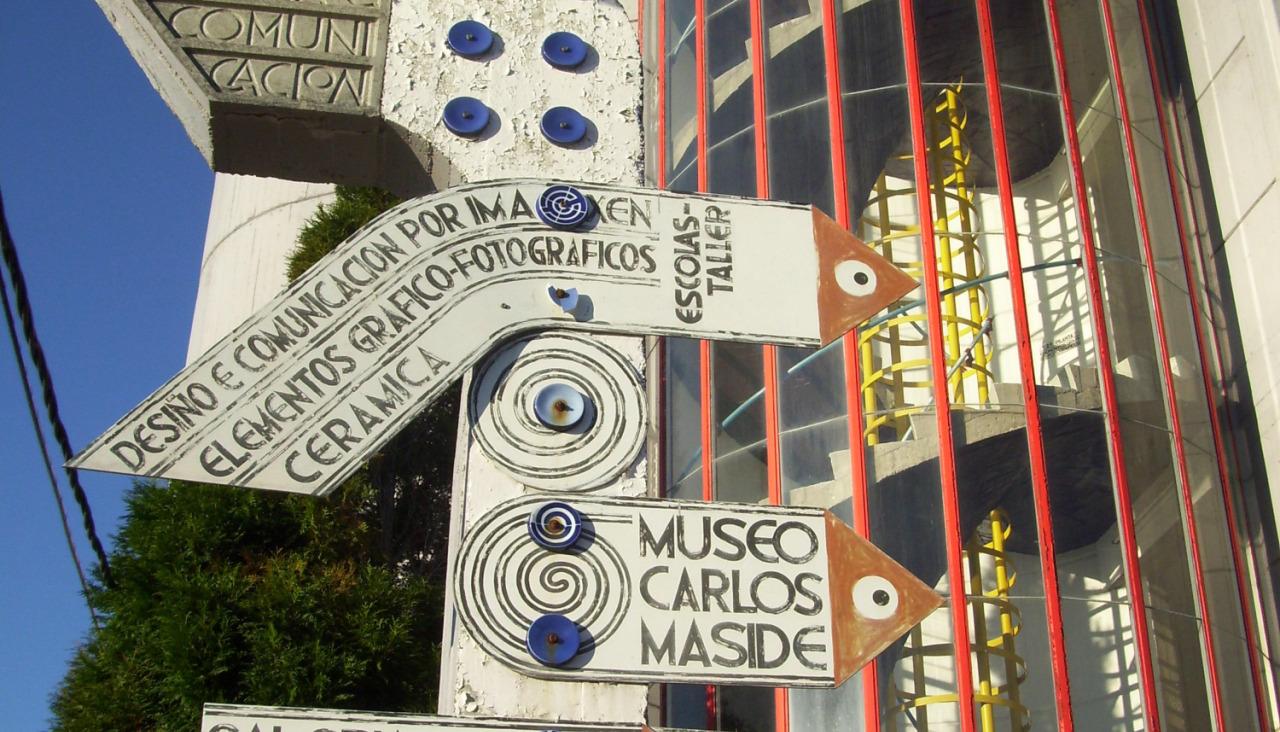 COMUNI
CACION
DESIÑO E COMUNICACION POR IMAXEN
ELEMENTOS GRAFICO-FOTOGRAFICOS
CERAMICA
ESCOLAS-
TALLER
MUSEO
CARLOS
MASIDE